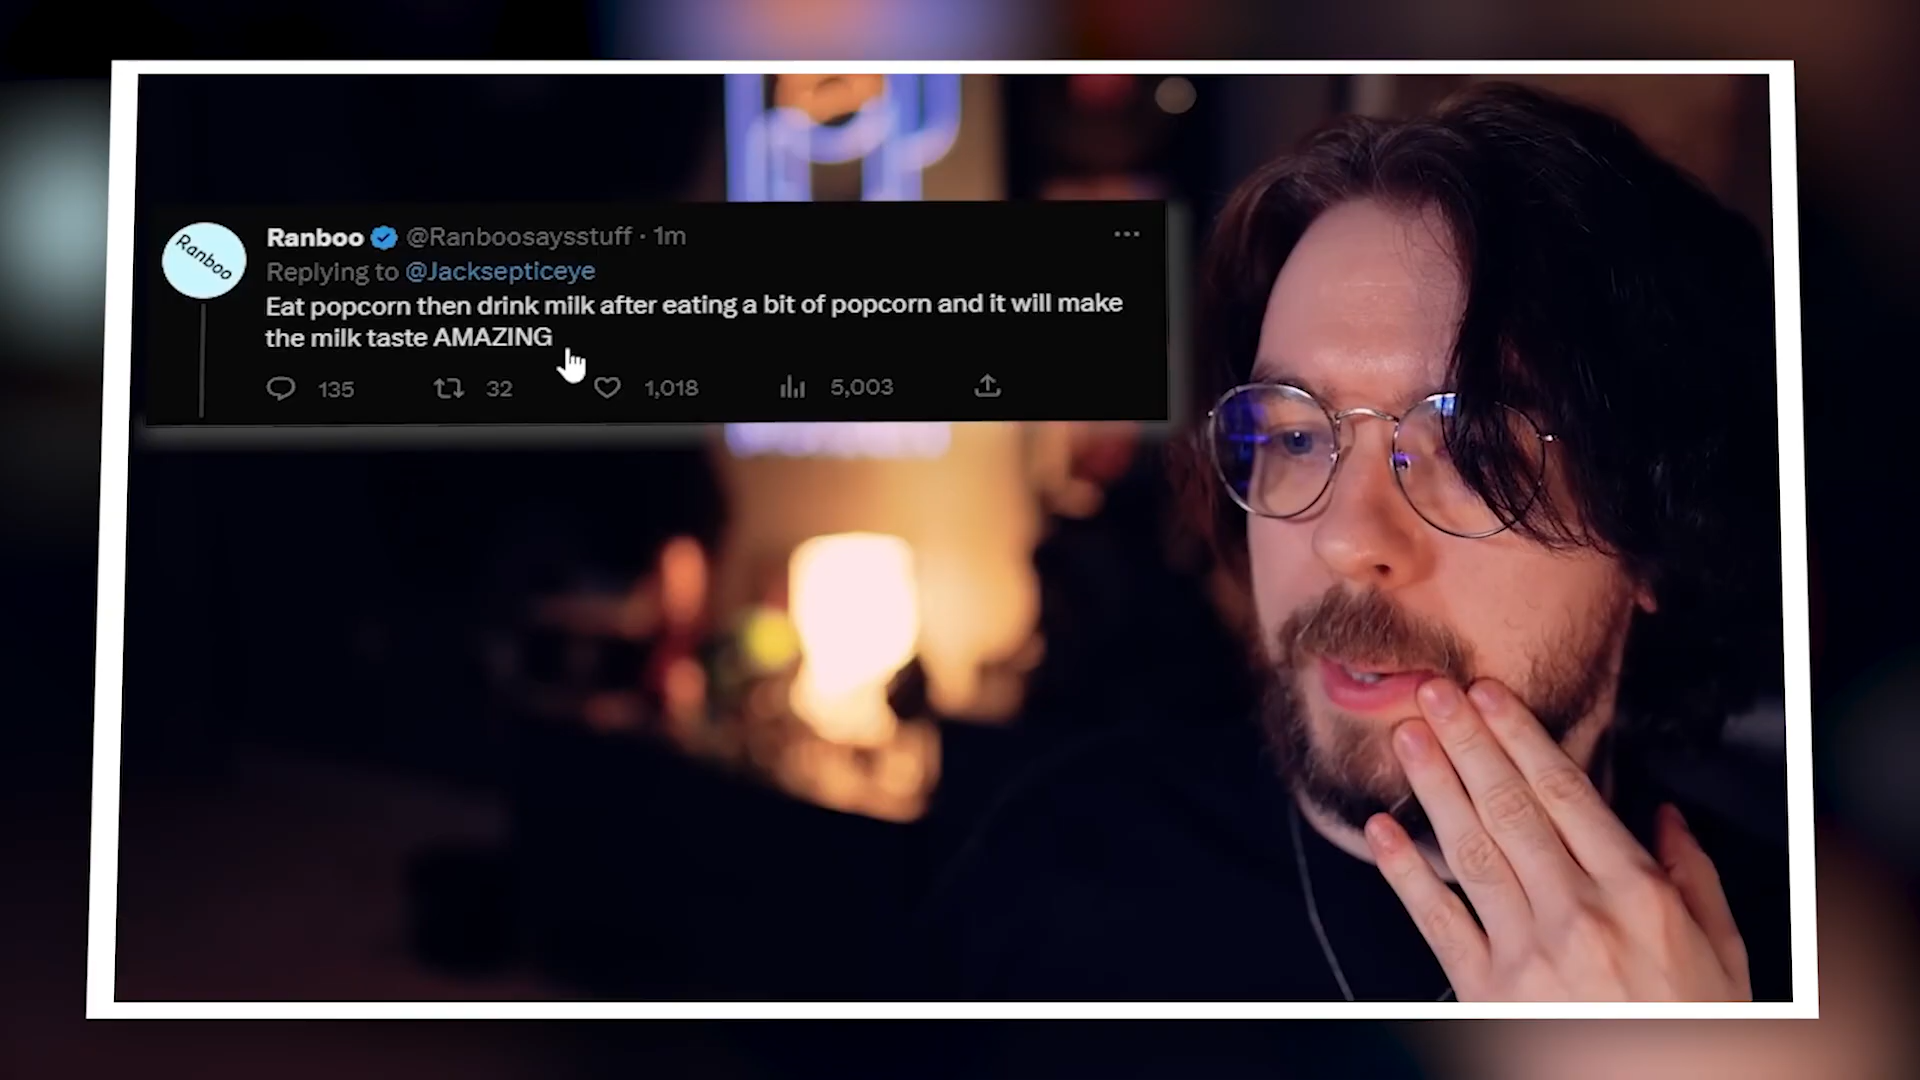 Ranboo
Ranboo @Ranboosaysstuff · 1m
Replying to @Jacksepticeye
Eat popcorn then drink milk after eating a bit of popcorn and it will make
the milk taste AMAZING
135 32 1,018 5,003